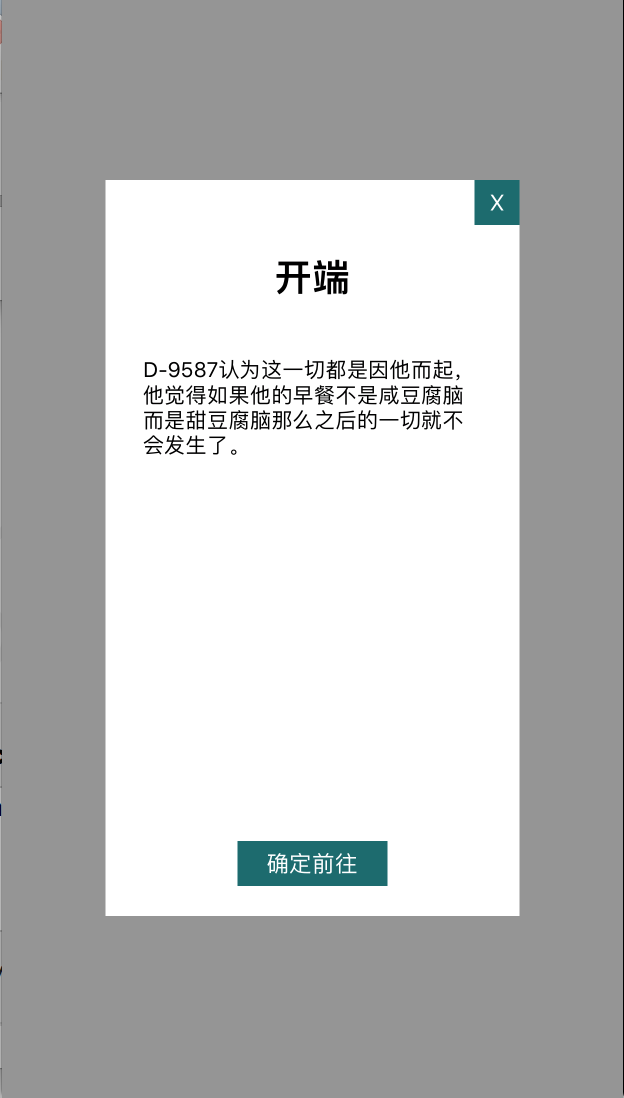 X
开端
D-9587认为这一切都是因他而起，
他觉得如果他的早餐不是咸豆腐脑
而是甜豆腐脑那么之后的一切就不
会发生了。
确定前往